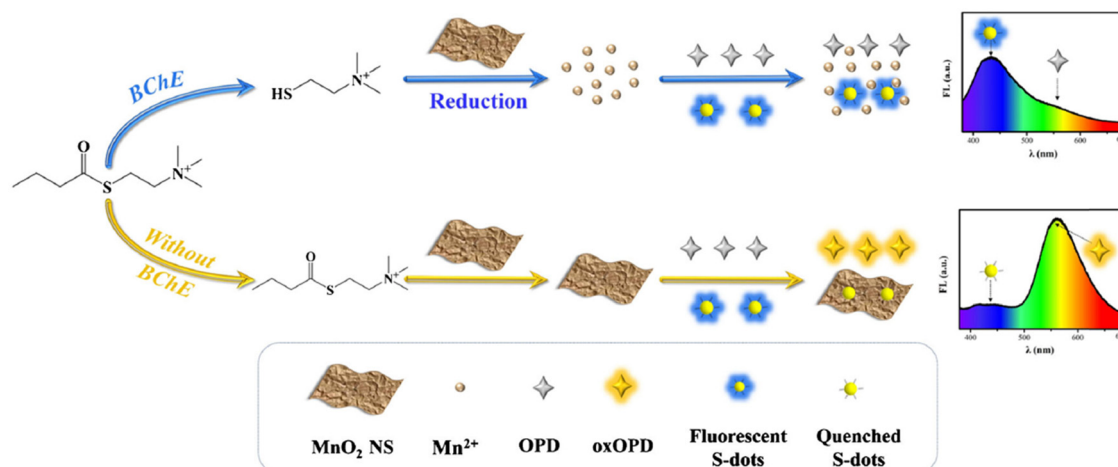 BChE
HS
N+
Reduction
FL (a.u.)
400
500
600
λ (nm)
O
S
N+
Without
BChE
O
S
N+
FL (a.u.)
400
500
600
λ (nm)
MnO₂ NS
Mn²⁺
OPD
oxOPD
Fluorescent
S-dots
Quenched
S-dots